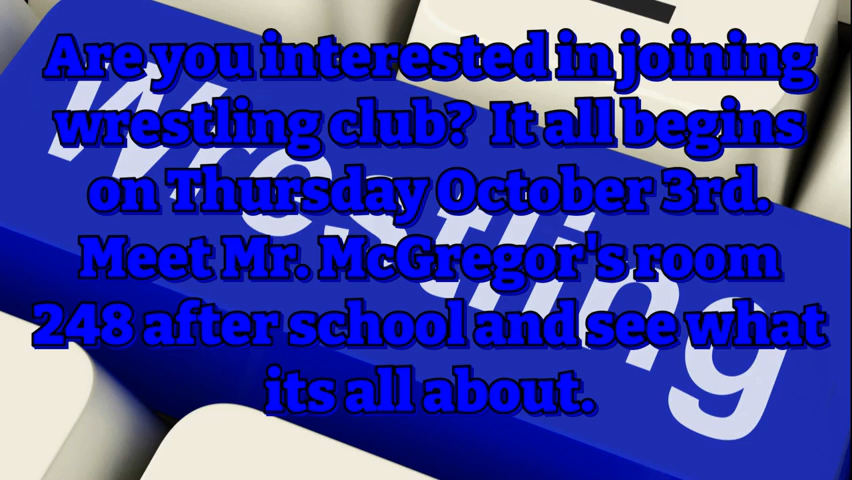 Are you interested in joining
wrestling club? It all begins
on Thursday October 3rd.
Meet Mr. McGregor's room
248 after school and see what
its all about.
Wrestling